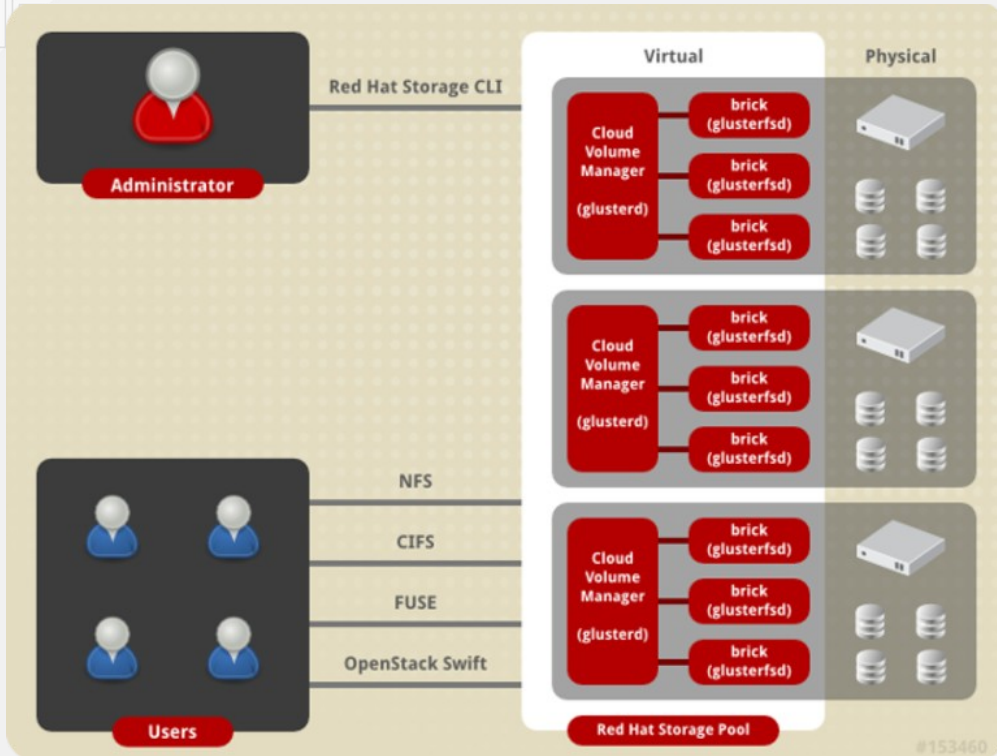 Virtual
Physical
Red Hat Storage CLI
Administrator
Cloud
Volume
Manager
(glusterd)
brick
(glusterfsd)
brick
(glusterfsd)
brick
(glusterfsd)
Cloud
Volume
Manager
(glusterd)
brick
(glusterfsd)
brick
(glusterfsd)
brick
(glusterfsd)
NFS
CIFS
FUSE
OpenStack Swift
Users
Cloud
Volume
Manager
(glusterd)
brick
(glusterfsd)
brick
(glusterfsd)
brick
(glusterfsd)
Red Hat Storage Pool
#153460